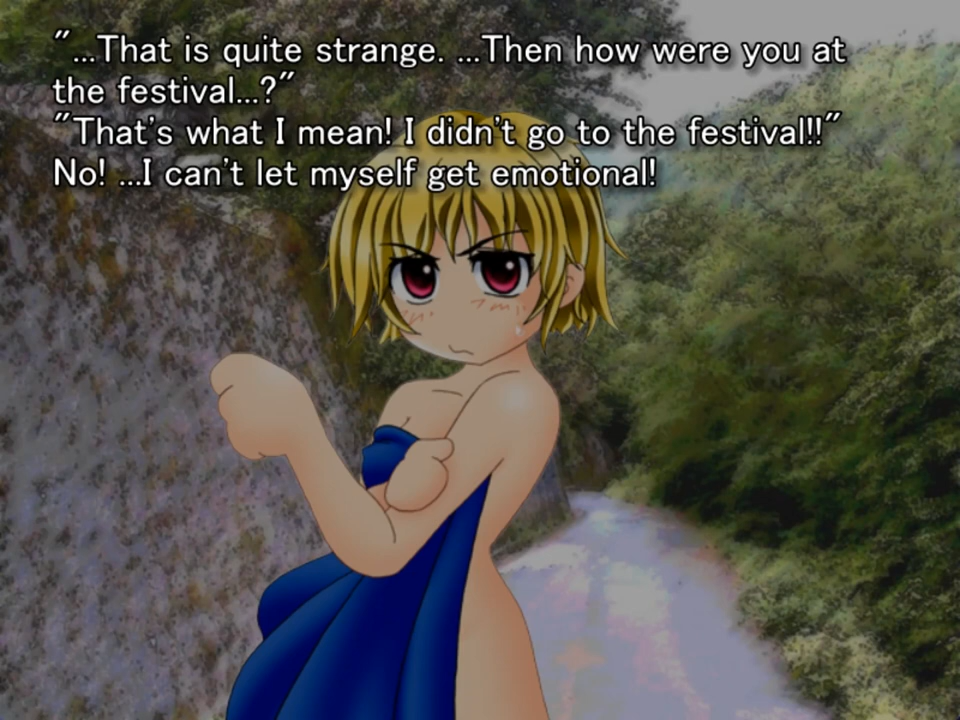 "...That is quite strange. ...Then how were you at
the festival...?"
"That's what I mean! I didn't go to the festival!!"
No! ...I can't let myself get emotional!